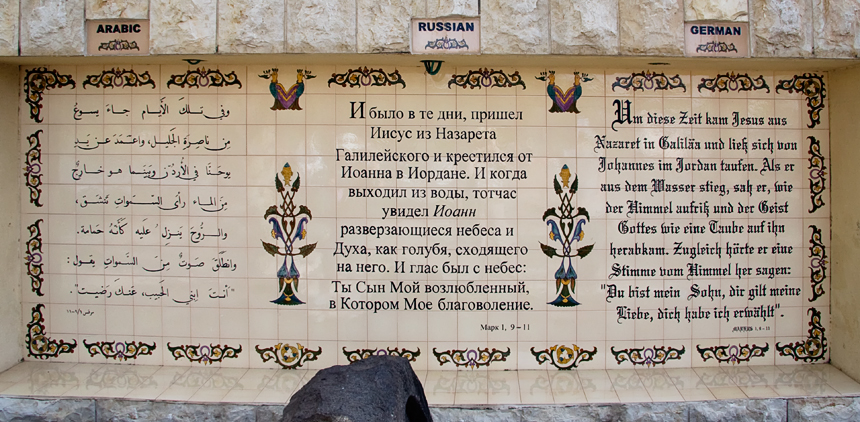 ARABIC
وفي تلك الأيام جاء يسوع
من ناصرة الجليل، واعتمد عن يد
يوحنا في الأردن وبينما هو خارج
من الماء رأى السموات تنشق،
والروح ينزل عليه كأنه حمامة.
وانطلق صوت من السموات يقول:
"أنت ابني الحبيب، عنك رضيت".
مرقس
RUSSIAN
И было в те дни, пришел
Иисус из Назарета
Галилейского и крестился от
Иоанна в Иордане. И когда
выходил из воды, тотчас
увидел Иоанн
разверзающиеся небеса и
Духа, как голубя, сходящего
на него. И глас был с небес:
Ты Сын Мой возлюбленный,
в Котором Мое благоволение.
Марк 1, 9-11
GERMAN
Um diese Zeit kam Jesus aus
Nazaret in Galiläa und ließ sich von
Johannes im Jordan taufen. Als er
aus dem Wasser stieg, sah er, wie
der Himmel aufriß und der Geist
Gottes wie eine Taube auf ihn
herabkam. Zugleich hörte er eine
Stimme vom Himmel her sagen:
"Du bist mein Sohn, dir gilt meine
Liebe, dich habe ich erwählt".